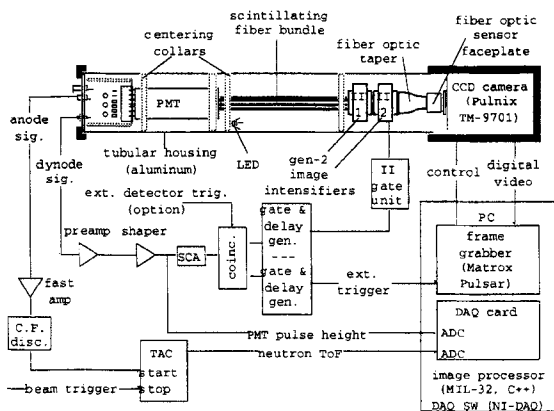 scintillating
fiber bundle
centering
collars
fiber optic
taper
fiber optic
sensor
faceplate
PMT
1
2
CCD camera
(Pulnix
TM-9701)
anode
sig.
dynode
sig.
tubular housing
(aluminum)
LED
gen-2
image
intensifiers
II
gate
unit
control
digital
video
ext. detector trig.
(option)
gate &
delay
gen.
---
gate &
delay
gen.
PC
frame
grabber
(Matrox
Pulsar)
preamp
shaper
SCA
coinc.
ext.
trigger
fast
amp
C.F.
disc.
DAQ card
ADC
ADC
PMT pulse height
neutron ToF
TAC
start
stop
beam trigger
image processor
(MIL-32, C++)
DAQ SW (NI-DAQ)